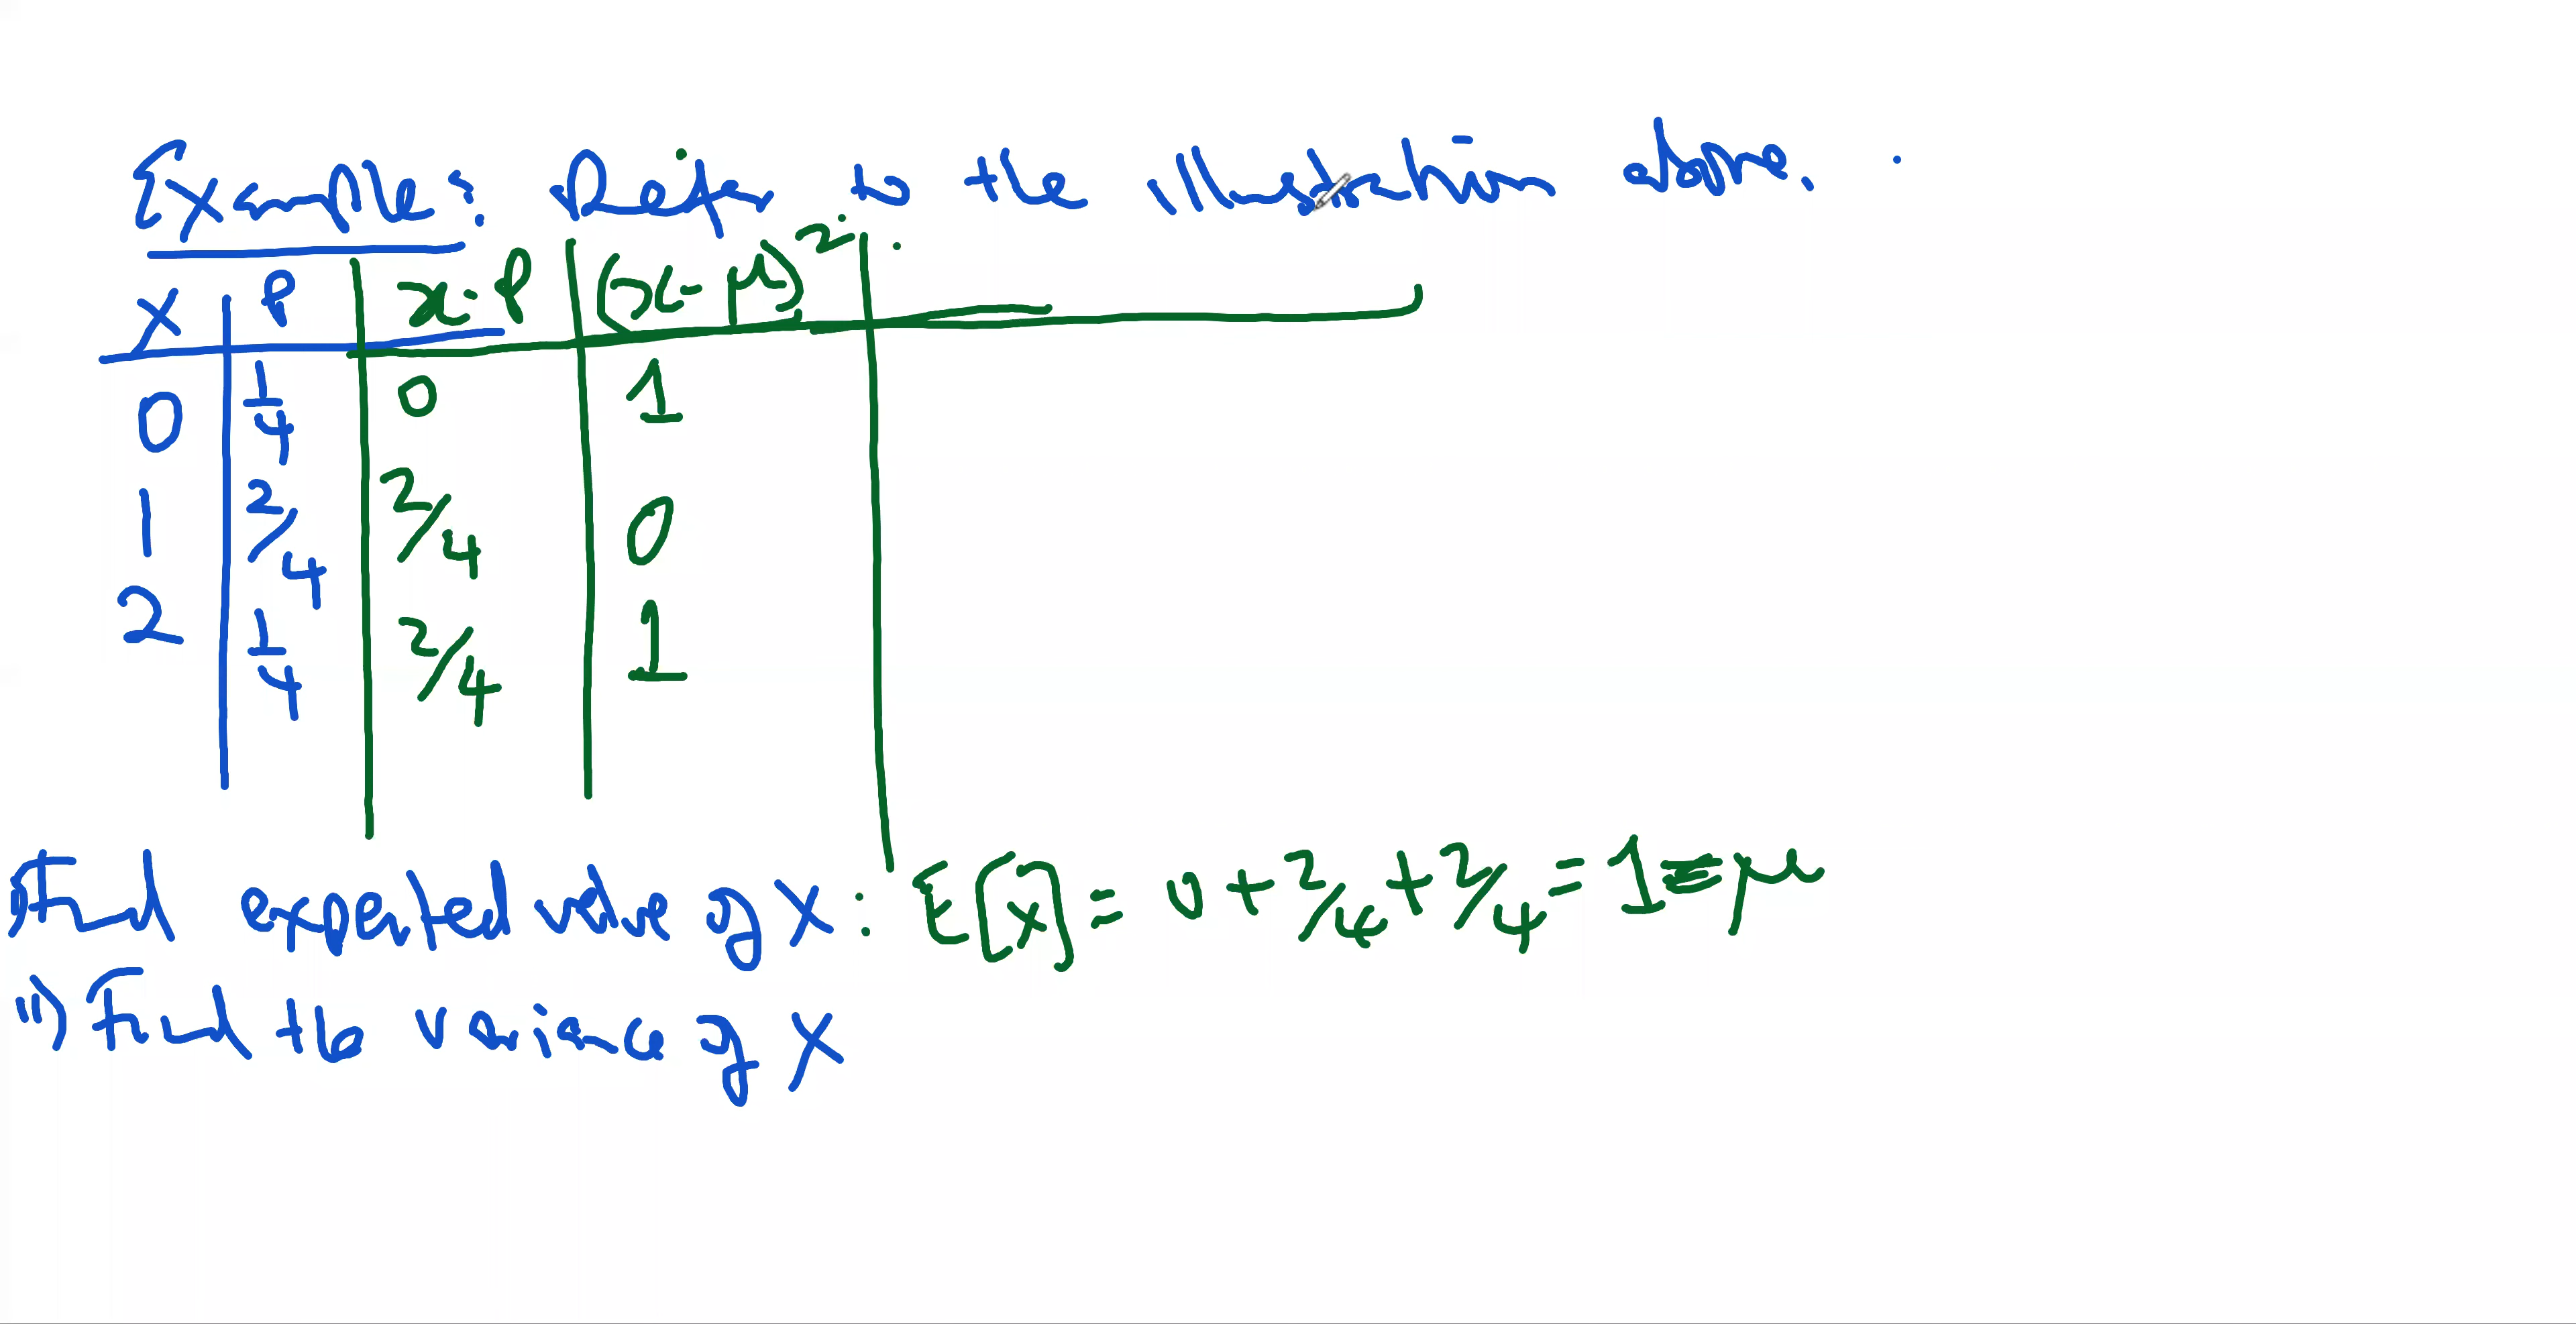 Example: Refer to the illustration above.
X P x·P (x-μ)²
0 1/4 0 1
1 2/4 2/4 0
2 1/4 2/4 1
i) Find expected value of X: E[X] = 0 + 2/4 + 2/4 = 1 = μ
ii) Find the variance of X